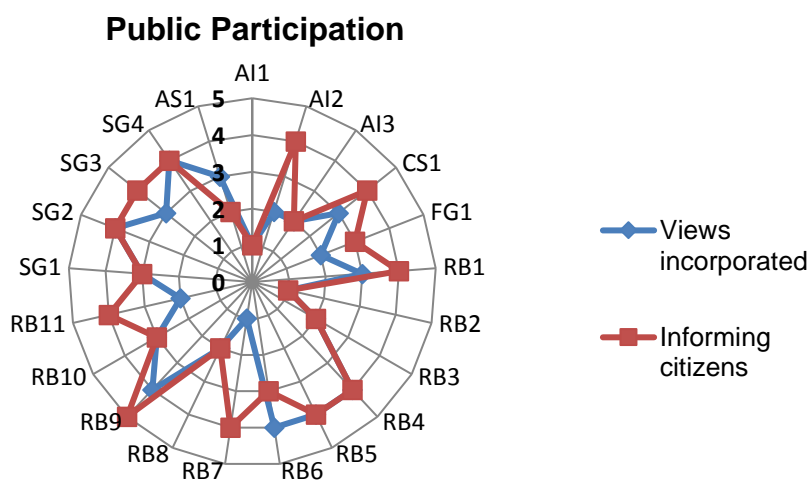 Public Participation
AI1
AI2
AI3
CS1
FG1
RB1
RB2
RB3
RB4
RB5
RB6
RB7
RB8
RB9
RB10
RB11
SG1
SG2
SG3
SG4
AS1
5
4
3
2
1
0
Views
incorporated
Informing
citizens